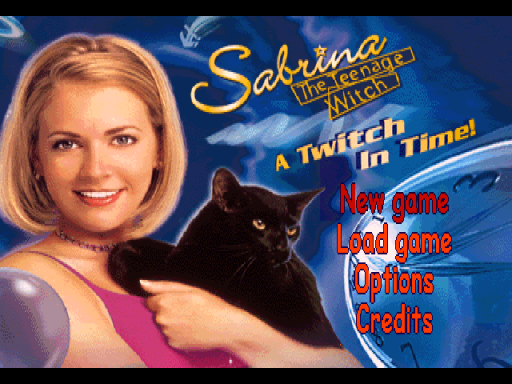 Sabrina
The Teenage
Witch
A Twitch
In Time!
New game
Load game
Options
Credits